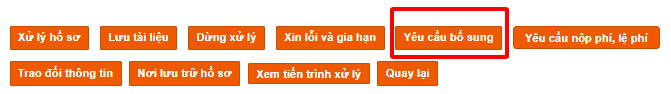 Xử lý hồ sơ Lưu tài liệu Dừng xử lý Xin lỗi và gia hạn Yêu cầu bổ sung Yêu cầu nộp phí, lệ phí
Trao đổi thông tin Nơi lưu trữ hồ sơ Xem tiến trình xử lý Quay lại